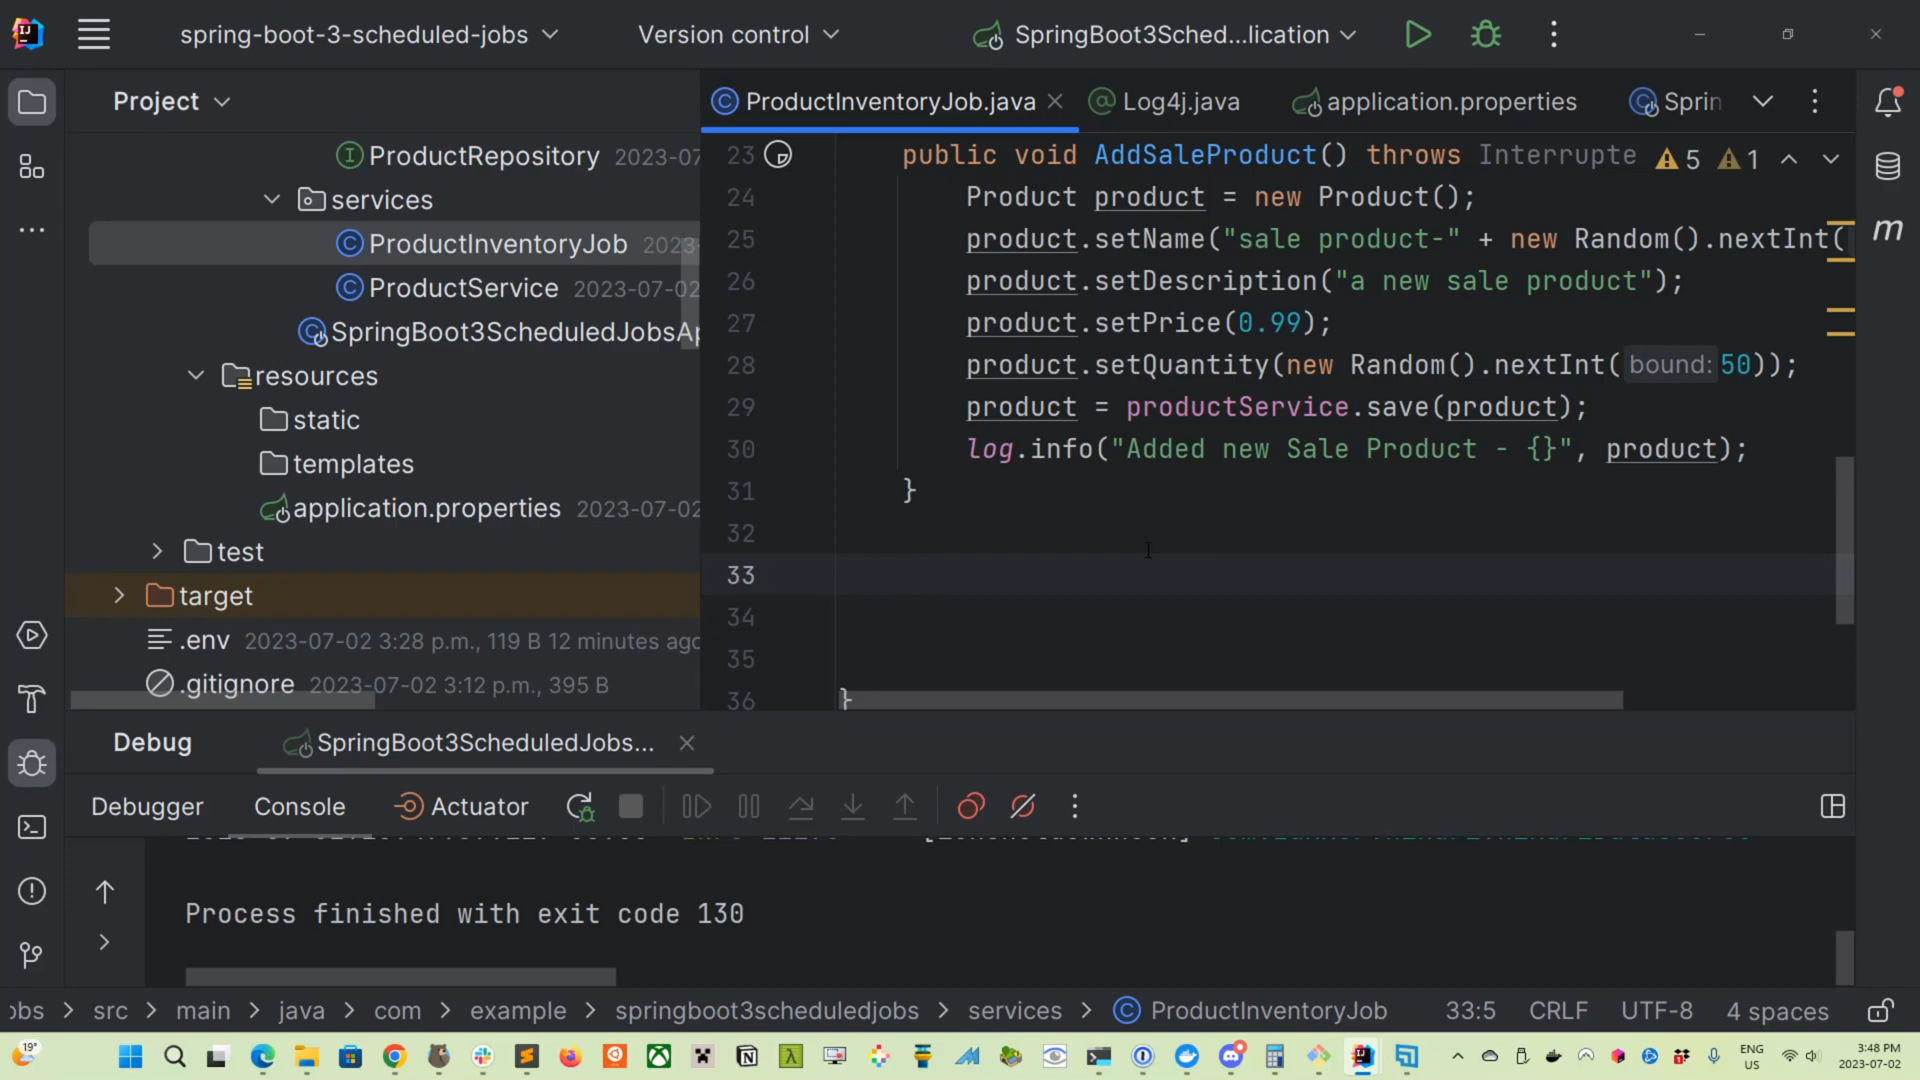 spring-boot-3-scheduled-jobs
Version control
SpringBoot3Sched...lication
Project
ProductInventoryJob.java
Log4j.java
application.properties
Sprin
ProductRepository 2023-07
services
ProductInventoryJob 2023-
ProductService 2023-07-02
SpringBoot3ScheduledJobsAp
resources
static
templates
application.properties 2023-07-02
test
target
.env 2023-07-02 3:28 p.m., 119 B 12 minutes ago
.gitignore 2023-07-02 3:12 p.m., 395 B
5 1
23 public void AddSaleProduct() throws Interrupte
24 Product product = new Product();
25 product.setName("sale product-" + new Random().nextInt(
26 product.setDescription("a new sale product");
27 product.setPrice(0.99);
28 product.setQuantity(new Random().nextInt( bound: 50));
29 product = productService.save(product);
30 log.info("Added new Sale Product - {}", product);
31 }
32
33
34
35
36 }
Debug
SpringBoot3ScheduledJobs...
Debugger
Console
Actuator
Process finished with exit code 130
obs > src > main > java > com > example > springboot3scheduledjobs > services > ProductInventoryJob
33:5 CRLF UTF-8 4 spaces
19°
ENG
US
3:48 PM
2023-07-02